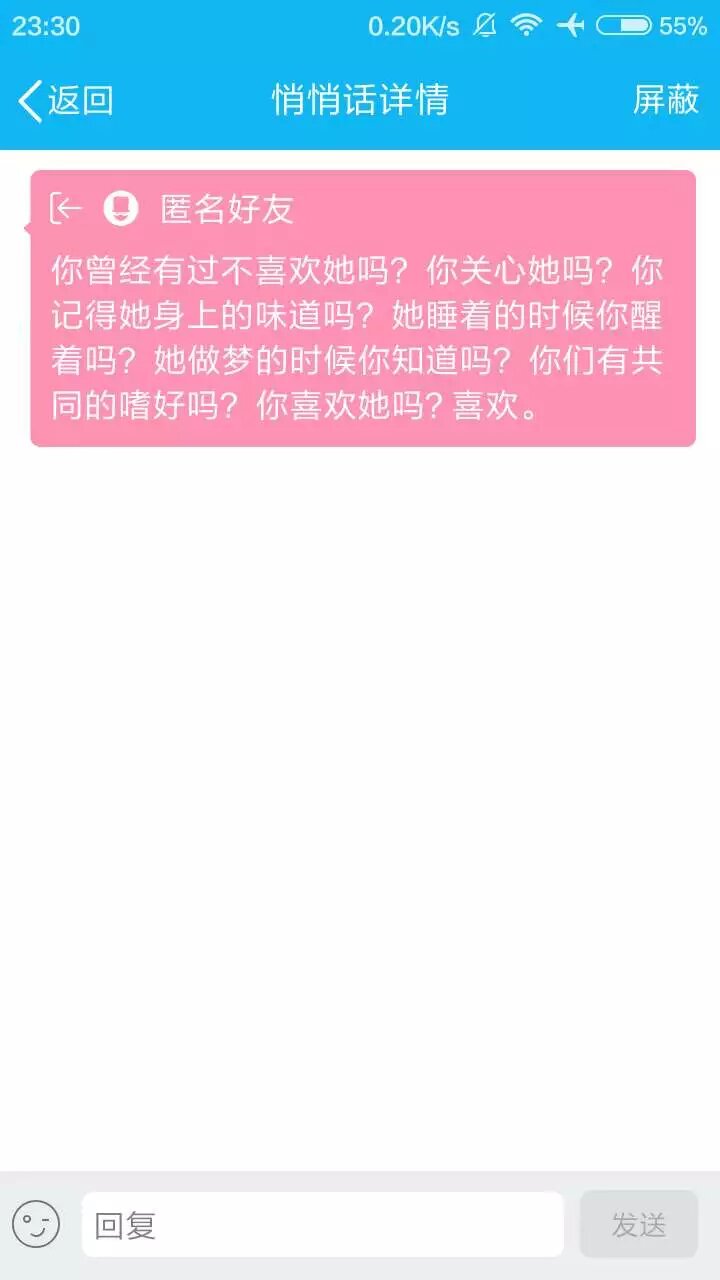 23:30 0.20K/s 55%
返回 悄悄话详情 屏蔽
匿名好友
你曾经有过不喜欢她吗？你关心她吗？你
记得她身上的味道吗？她睡着的时候你醒
着吗？她做梦的时候你知道吗？你们有共
同的嗜好吗？你喜欢她吗？喜欢。
回复 发送